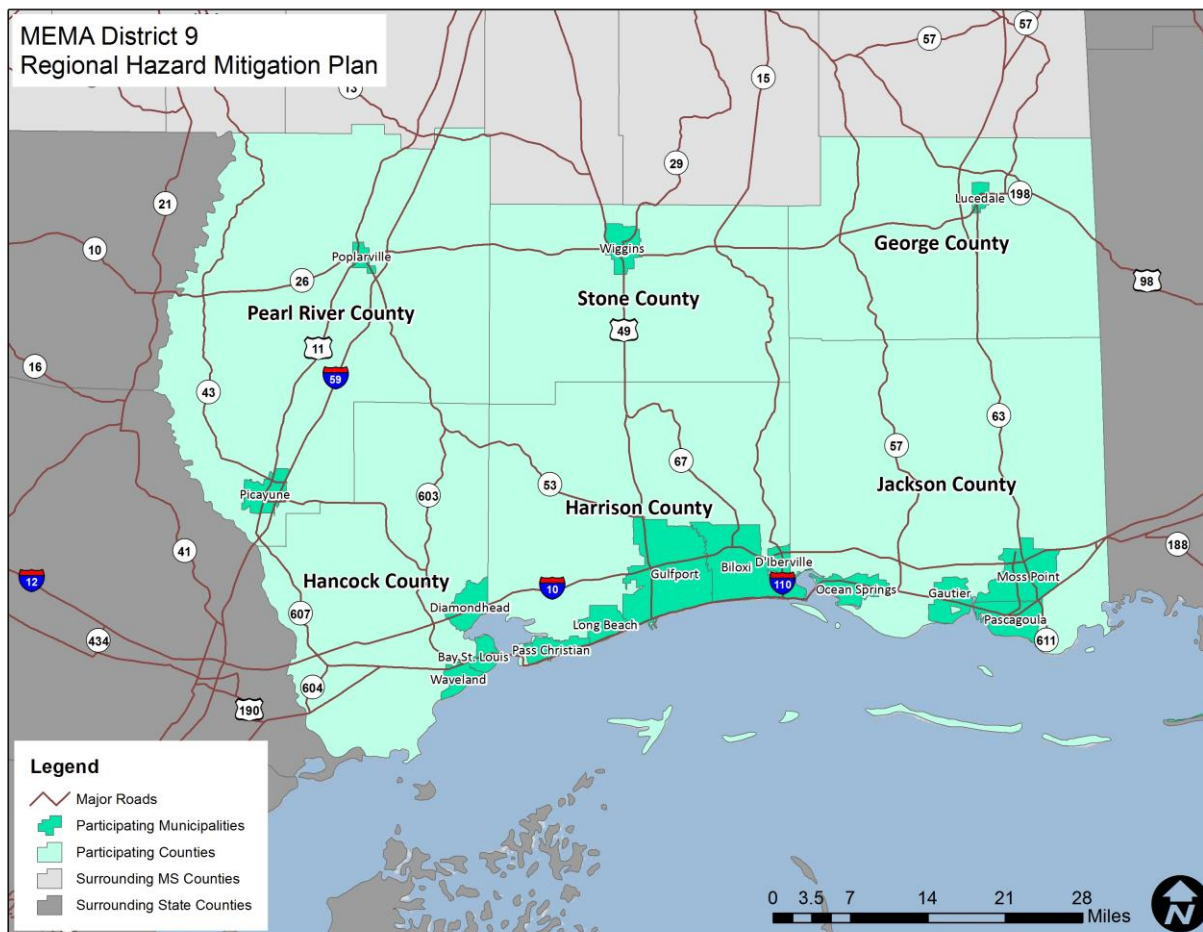 MEMA District 9
Regional Hazard Mitigation Plan
57
57
13
15
29
21
Lucedale
198
10
Poplarville
Wiggins
George County
26
98
Pearl River County
Stone County
11
49
16
59
43
63
67
57
Picayune
603
53
Harrison County
Jackson County
41
188
12
Hancock County
10
Gulfport
Biloxi
D'Iberville
110
Moss Point
Ocean Springs
Gautier
Diamondhead
607
Long Beach
Pascagoula
434
611
Bay St. Louis
Pass Christian
Waveland
604
190
Legend
Major Roads
Participating Municipalities
Participating Counties
Surrounding MS Counties
Surrounding State Counties
0 3.5 7 14 21 28
Miles
N